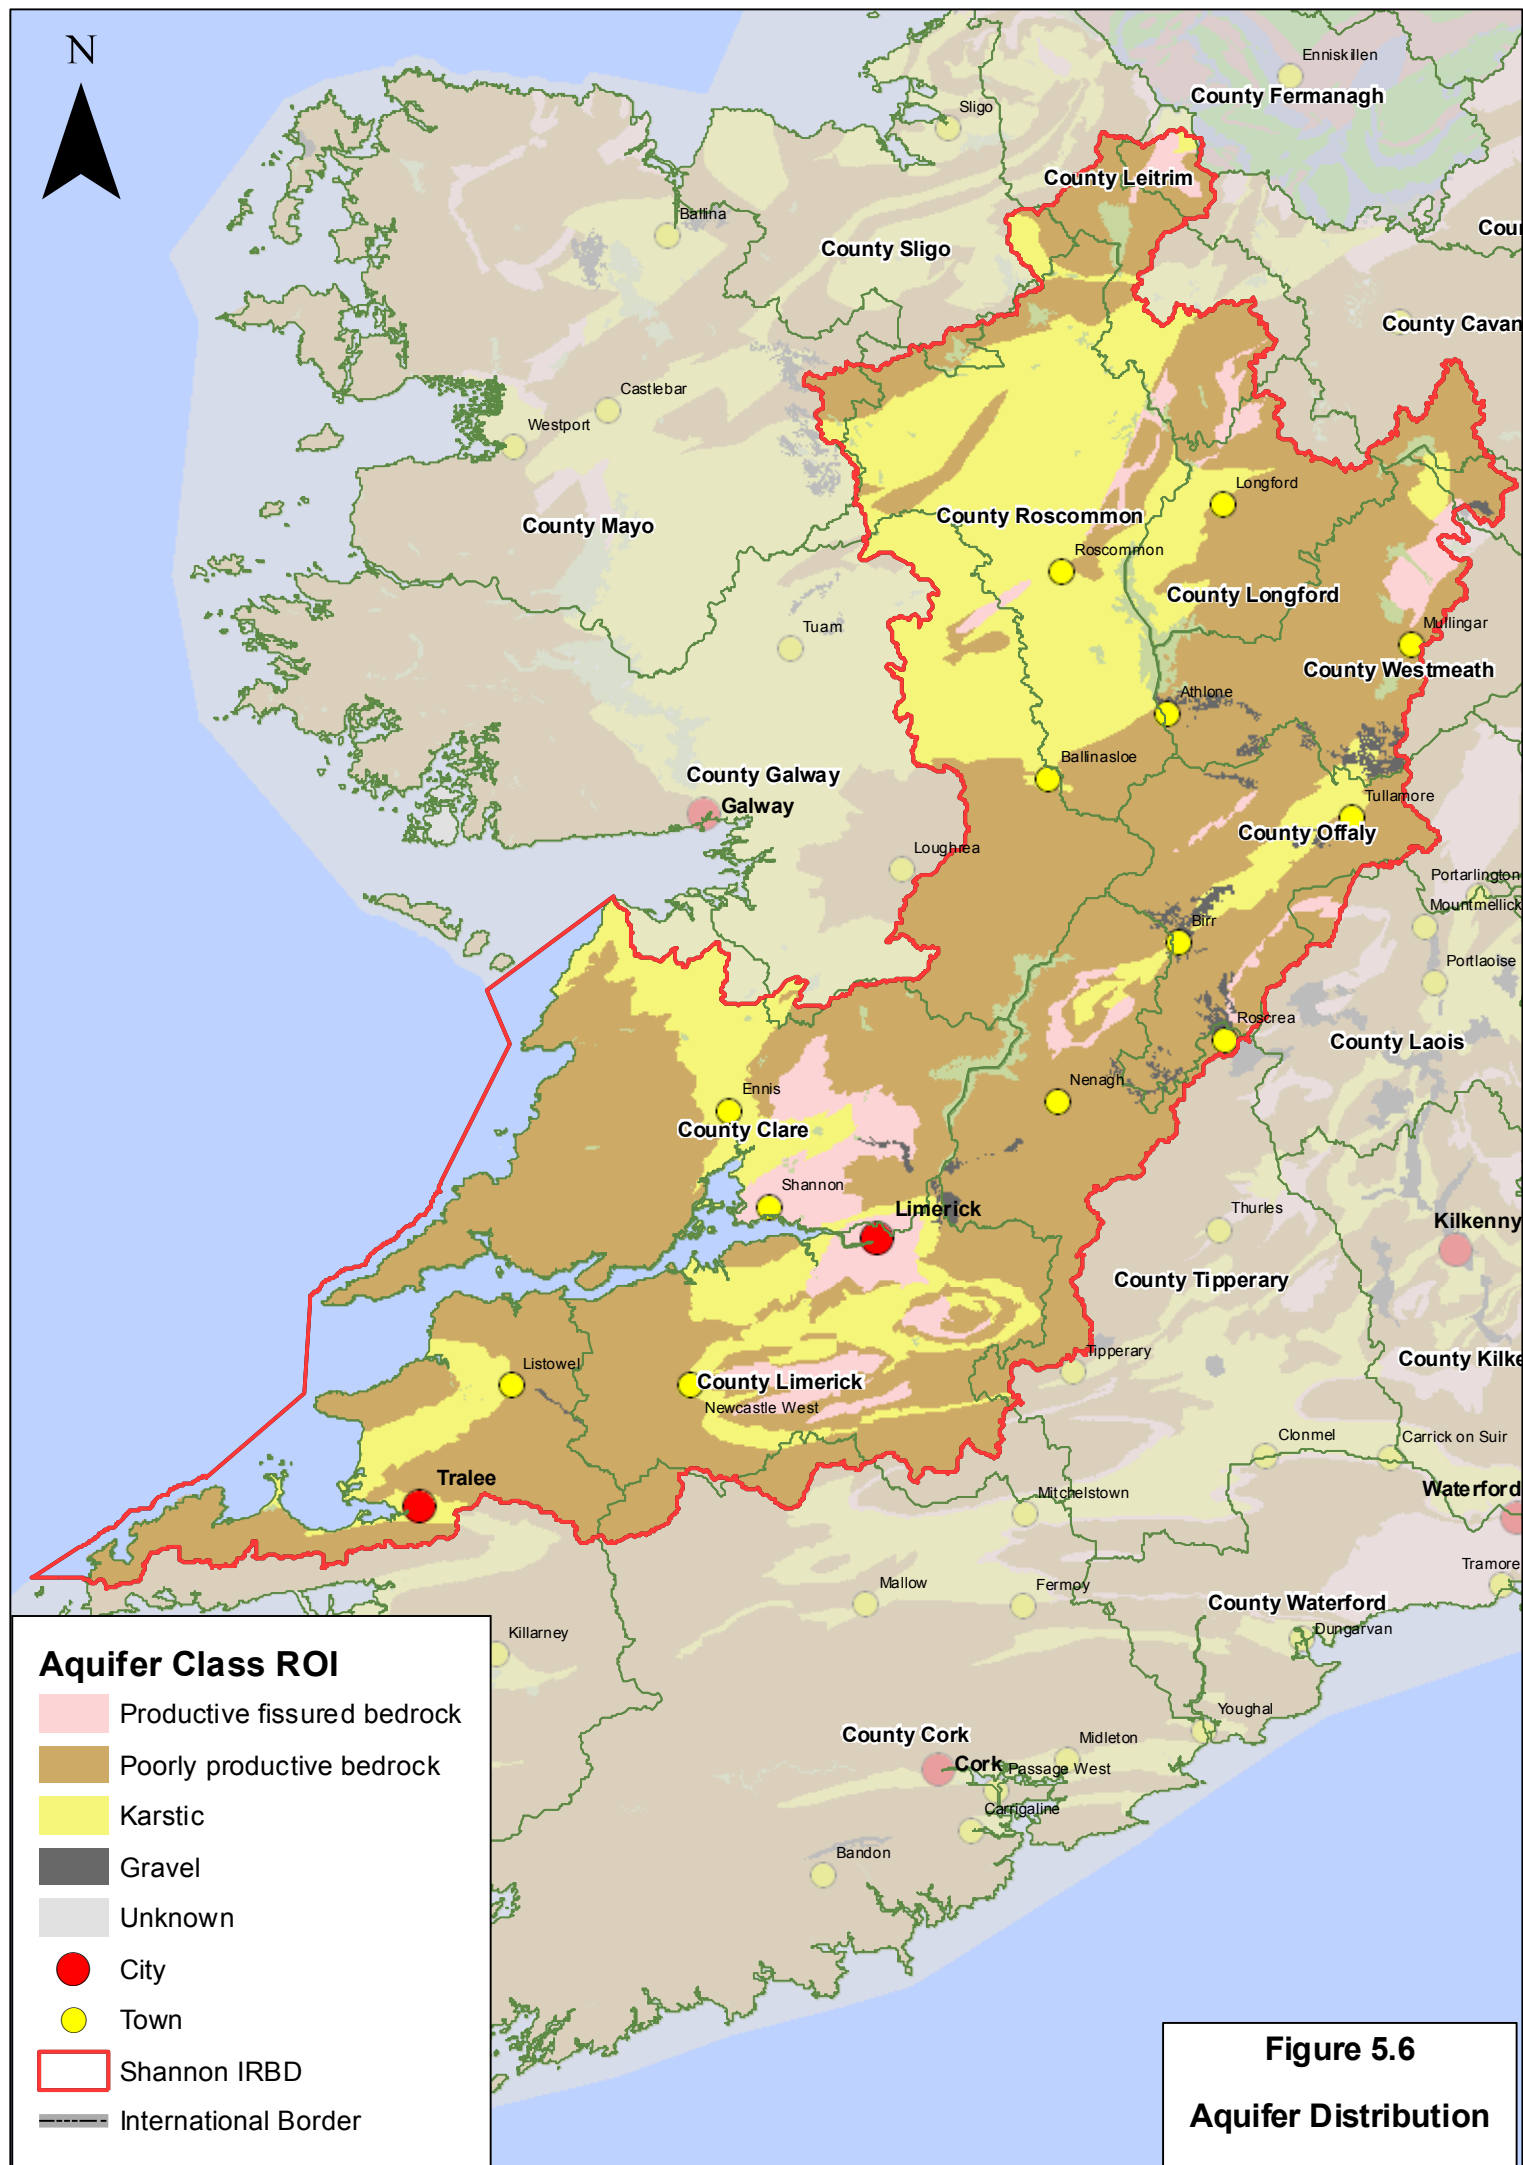 N
Enniskillen
County Fermanagh
Sligo
County Leitrim
Ballina
County Sligo
Coun
County Cavan
Castlebar
Westport
Longford
County Mayo
County Roscommon
Roscommon
County Longford
Tuam
Mullingar
County Westmeath
Athlone
Ballinasloe
County Galway
Galway
Tullamore
County Offaly
Loughrea
Portarlington
Mountmellick
Birr
Portlaoise
Roscrea
County Laois
Nenagh
Ennis
County Clare
Shannon
Limerick
Thurles
Kilkenny
County Tipperary
Tipperary
County Kilke
Listowel
County Limerick
Newcastle West
Clonmel
Carrick on Suir
Tralee
Mitchelstown
Waterford
Tramore
Mallow
Fermoy
County Waterford
Dungarvan
Killarney
Youghal
County Cork
Midleton
Cork
Passage West
Carrigaline
Bandon
Aquifer Class ROI
Productive fissured bedrock
Poorly productive bedrock
Karstic
Gravel
Unknown
City
Town
Shannon IRBD
International Border
Figure 5.6
Aquifer Distribution